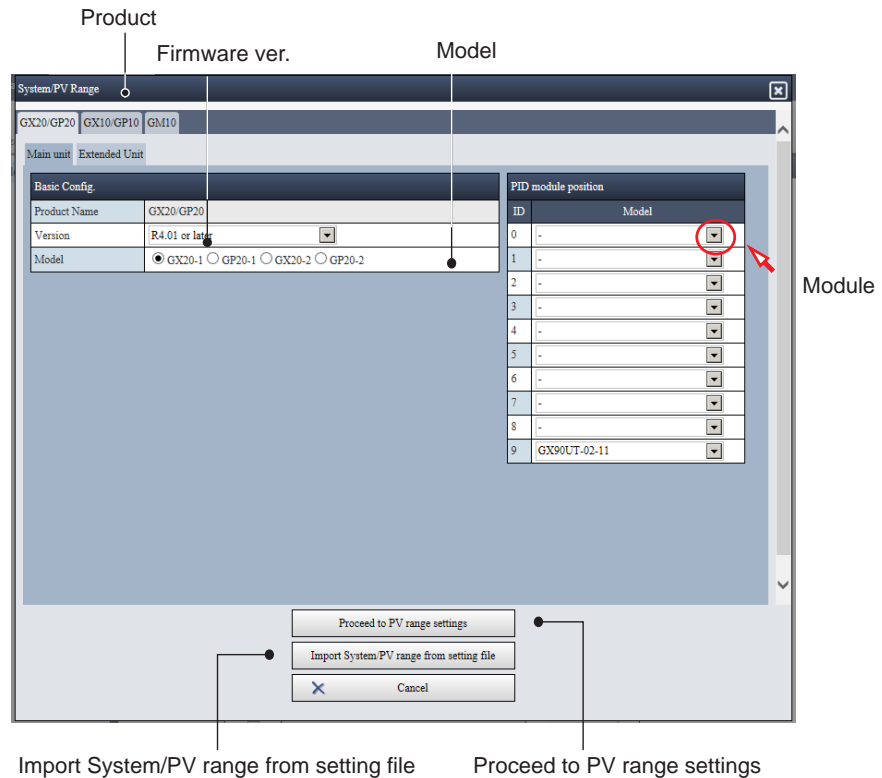 Product
Firmware ver.
Model
System/PV Range
GX20/GP20 GX10/GP10 GM10
Main unit Extended Unit
Basic Config.
Product Name GX20/GP20
Version R4.01 or later
Model GX20-1 GP20-1 GX20-2 GP20-2
PID module position
ID Model
0 -
1 -
2 -
3 -
4 -
5 -
6 -
7 -
8 -
9 GX90UT-02-11
Module
Proceed to PV range settings
Import System/PV range from setting file
Cancel
Import System/PV range from setting file
Proceed to PV range settings